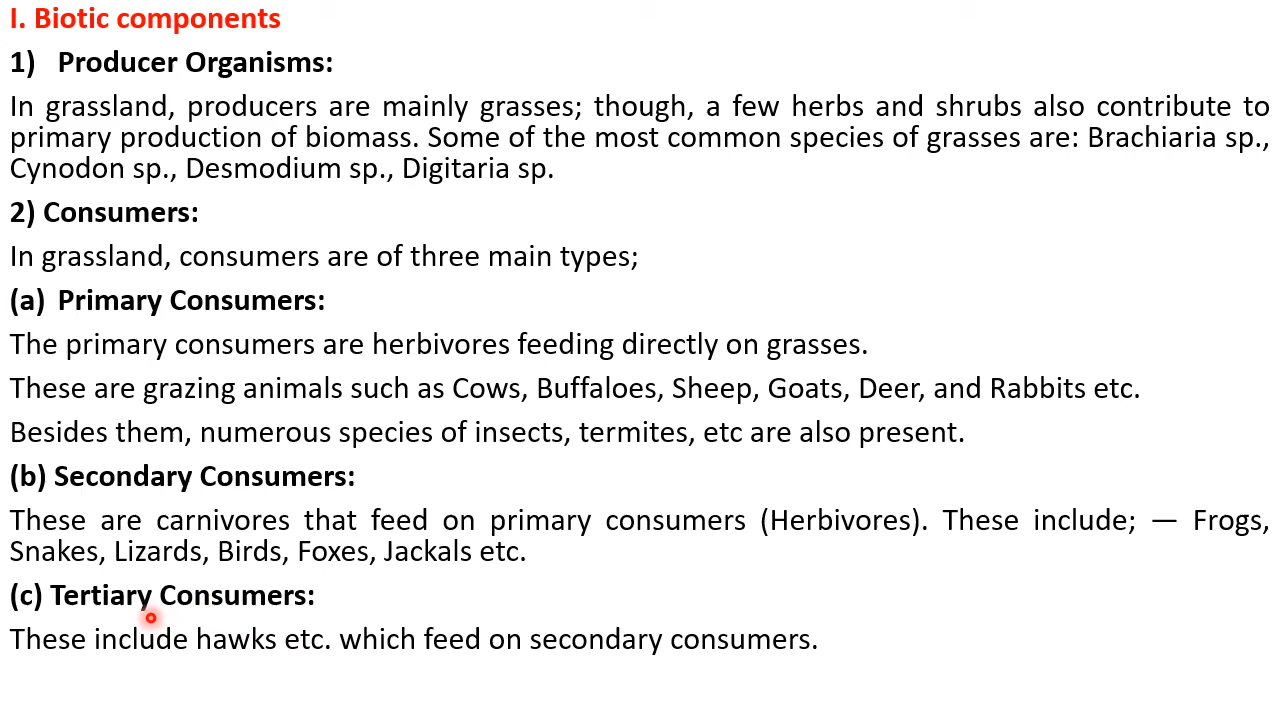 I. Biotic components
1) Producer Organisms:
In grassland, producers are mainly grasses; though, a few herbs and shrubs also contribute to
primary production of biomass. Some of the most common species of grasses are: Brachiaria sp.,
Cynodon sp., Desmodium sp., Digitaria sp.
2) Consumers:
In grassland, consumers are of three main types;
(a) Primary Consumers:
The primary consumers are herbivores feeding directly on grasses.
These are grazing animals such as Cows, Buffaloes, Sheep, Goats, Deer, and Rabbits etc.
Besides them, numerous species of insects, termites, etc are also present.
(b) Secondary Consumers:
These are carnivores that feed on primary consumers (Herbivores). These include; — Frogs,
Snakes, Lizards, Birds, Foxes, Jackals etc.
(c) Tertiary Consumers:
These include hawks etc. which feed on secondary consumers.